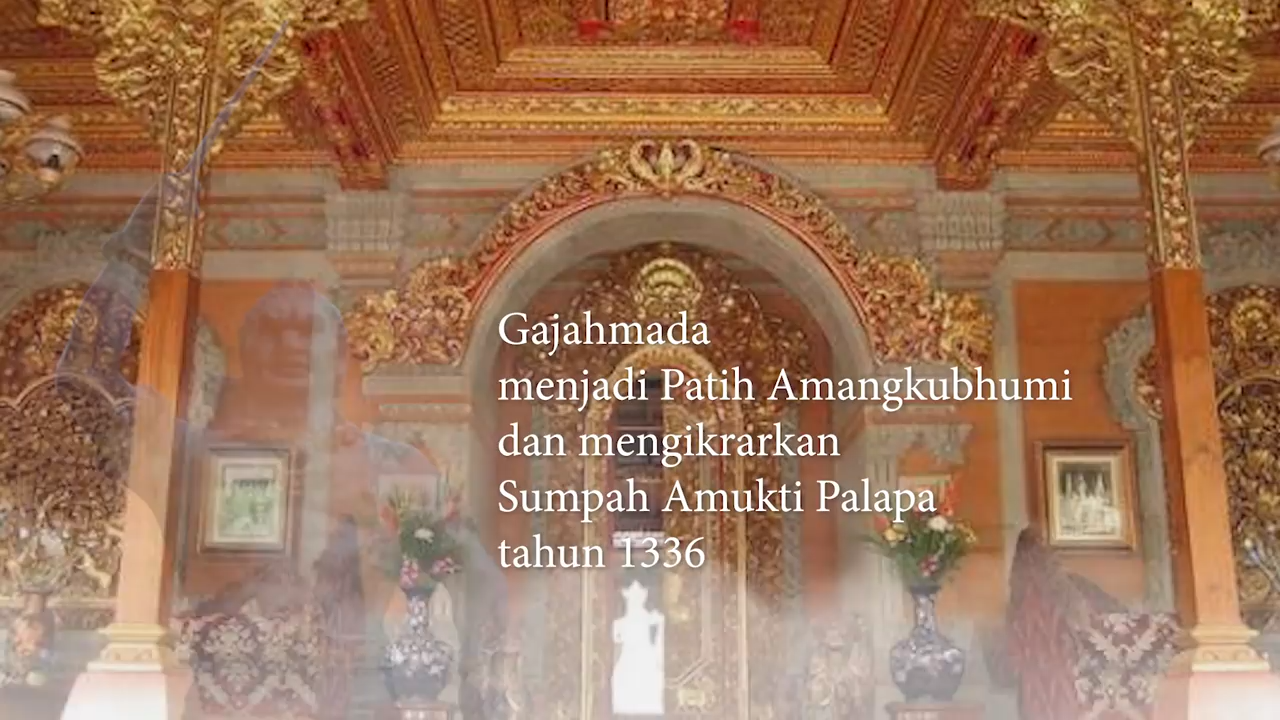 Gajahmada
menjadi Patih Amangkubhumi
dan mengikrarkan
Sumpah Amukti Palapa
tahun 1336